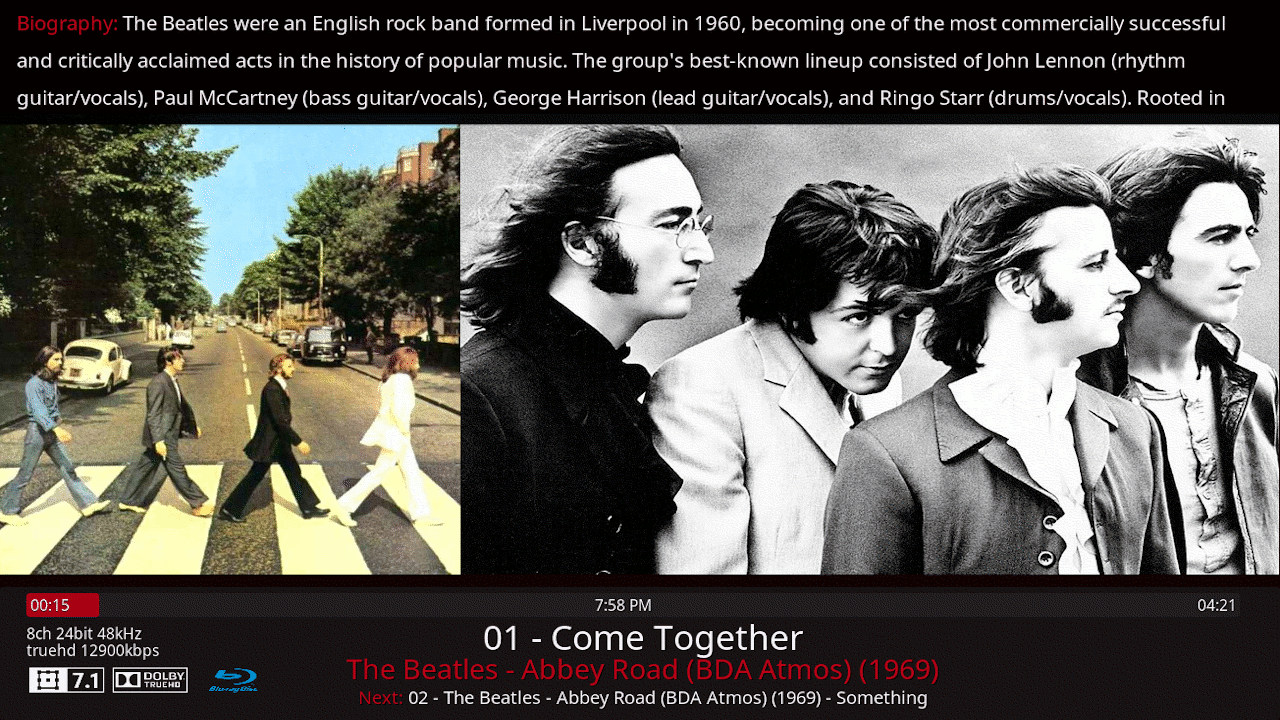 Biography: The Beatles were an English rock band formed in Liverpool in 1960, becoming one of the most commercially successful
and critically acclaimed acts in the history of popular music. The group's best-known lineup consisted of John Lennon (rhythm
guitar/vocals), Paul McCartney (bass guitar/vocals), George Harrison (lead guitar/vocals), and Ringo Starr (drums/vocals). Rooted in
00:15 7:58 PM 04:21
8ch 24bit 48kHz
truehd 12900kbps
01 - Come Together
The Beatles - Abbey Road (BDA Atmos) (1969)
Next: 02 - The Beatles - Abbey Road (BDA Atmos) (1969) - Something
7.1 DOLBY TRUEHD Blu-ray Disc